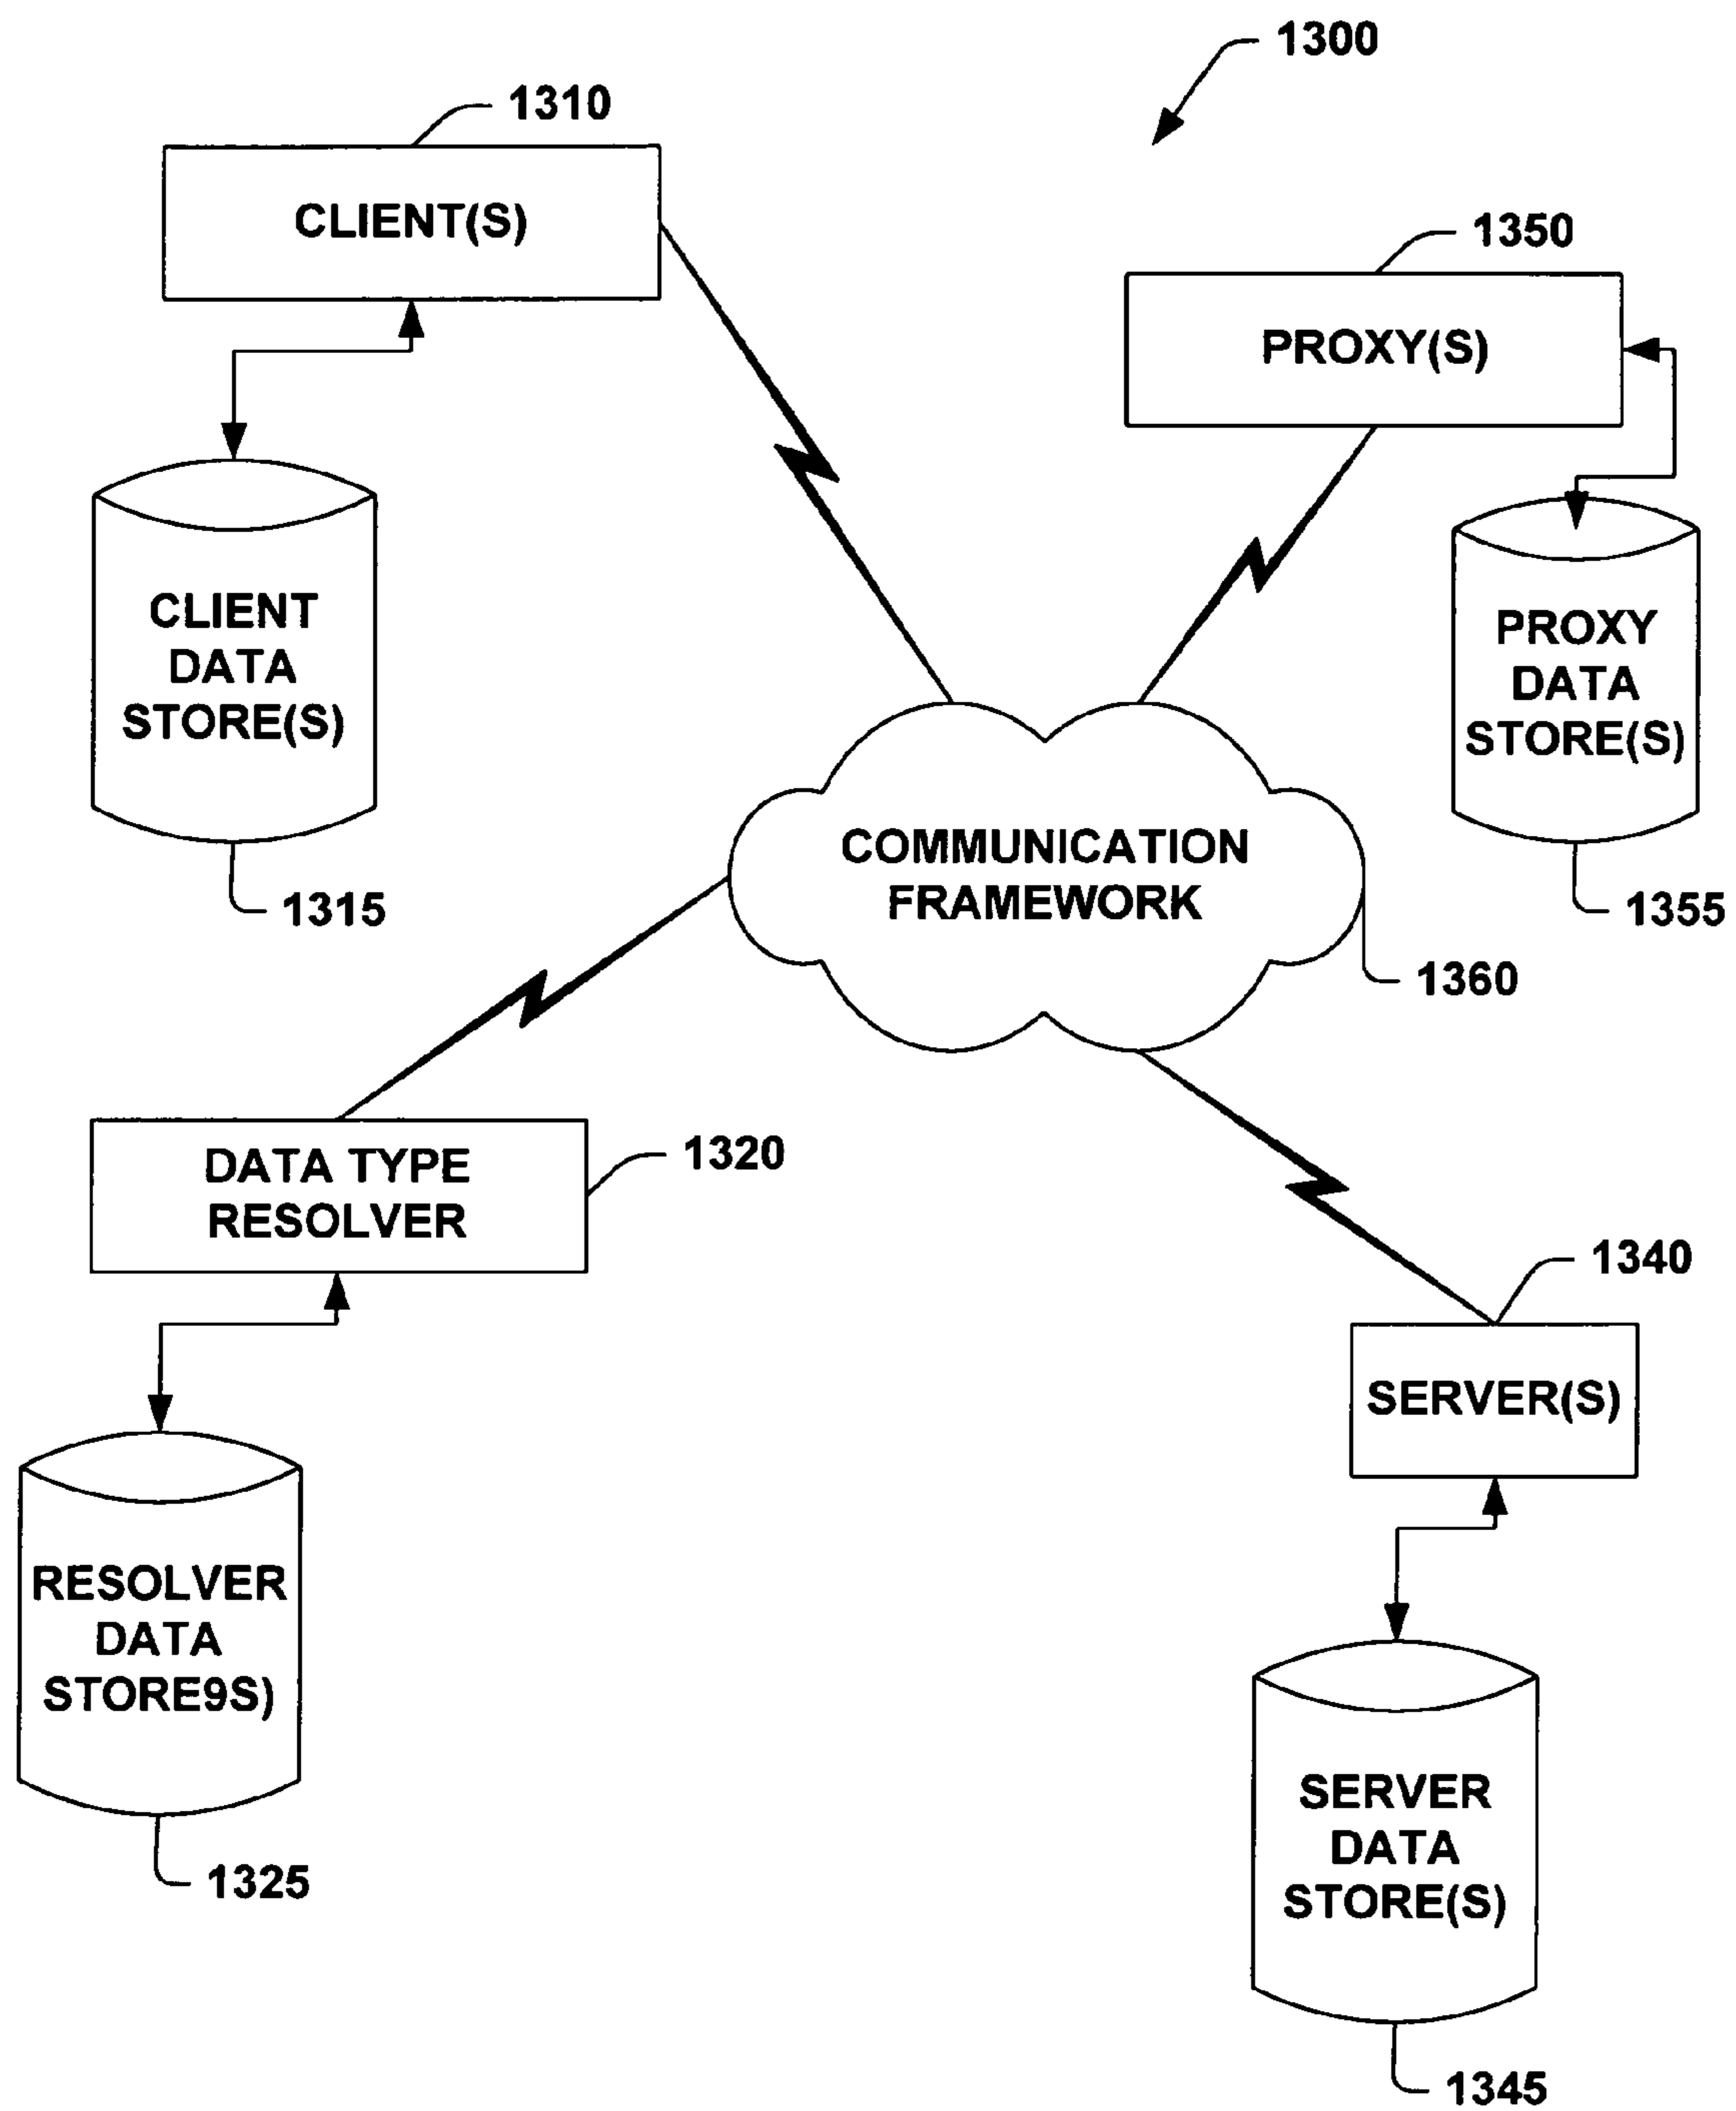 1300
1310
CLIENT(S)
1350
PROXY(S)
CLIENT
DATA
STORE(S)
PROXY
DATA
STORE(S)
COMMUNICATION
FRAMEWORK
1315
1355
1360
DATA TYPE
RESOLVER
1320
1340
SERVER(S)
RESOLVER
DATA
STORE9S)
SERVER
DATA
STORE(S)
1325
1345